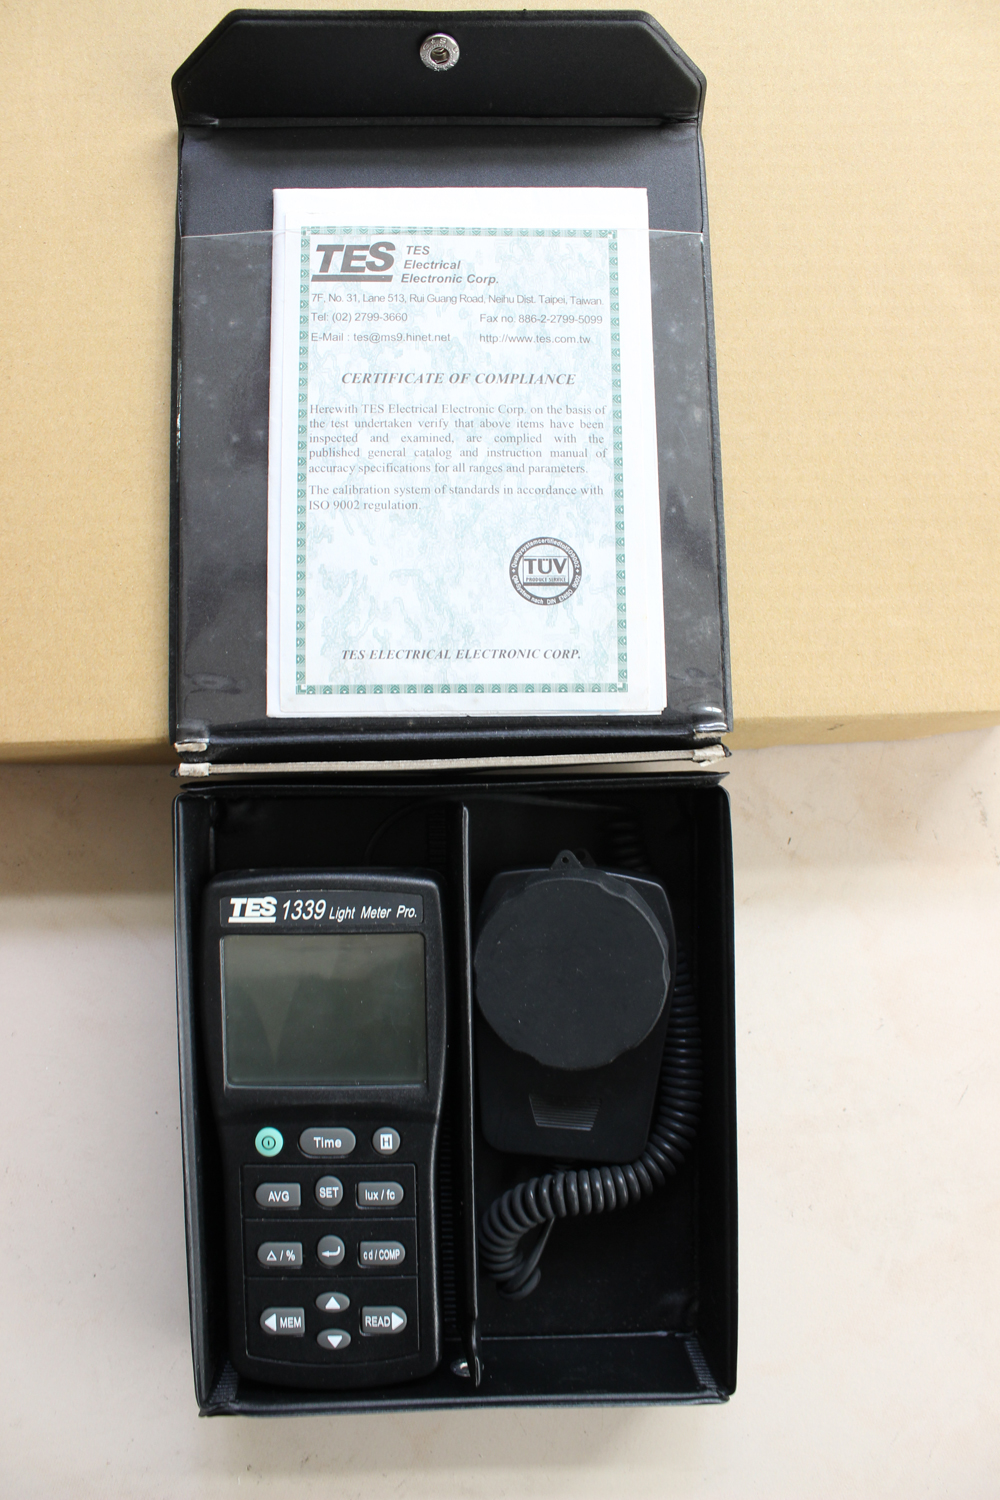 TES
TES
Electrical
Electronic Corp.
7F, No. 31, Lane 513, Rui Guang Road, Neihu Dist. Taipei, Taiwan.
Tel: (02) 2799-3660 Fax no: 886-2-2799-5099
E-Mail : tes@ms9.hinet.net http://www.tes.com.tw
CERTIFICATE OF COMPLIANCE
Herewith TES Electrical Electronic Corp. on the basis of
the test undertaken verify that above items have been
inspected and examined, are complied with the
published general catalog and instruction manual of
accuracy specifications for all ranges and parameters.
The calibration system of standards in accordance with
ISO 9002 regulation.
TÜV
PRODUCT SERVICE
TES ELECTRICAL ELECTRONIC CORP.
TES 1339 Light Meter Pro.
Time H
AVG SET lux / fc
△ / % cd / COMP
MEM READ